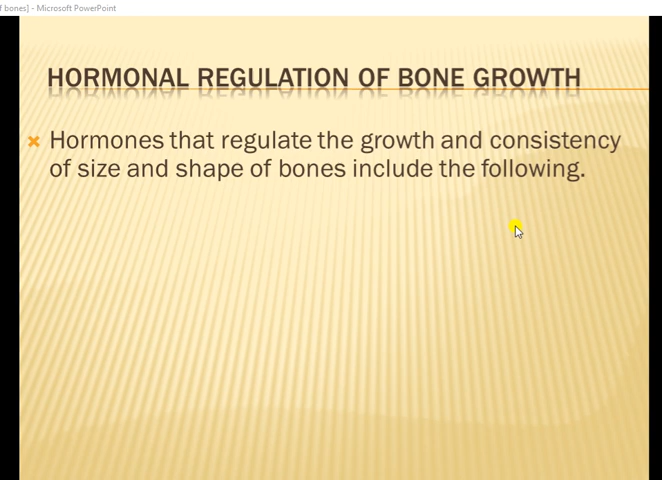 f bones] - Microsoft PowerPoint
HORMONAL REGULATION OF BONE GROWTH
Hormones that regulate the growth and consistency
of size and shape of bones include the following.